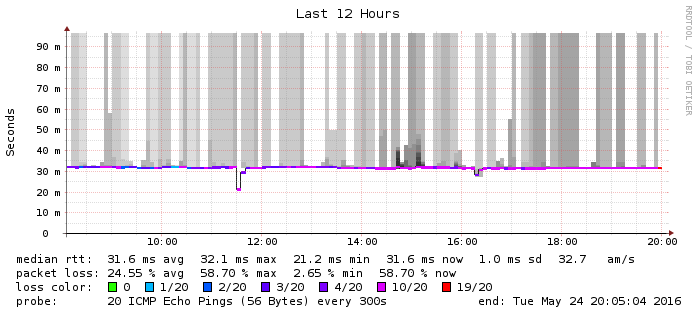 Last 12 Hours
RRDTOOL / TOBI OETIKER
Seconds
90 m
80 m
70 m
60 m
50 m
40 m
30 m
20 m
10 m
0
10:00 12:00 14:00 16:00 18:00 20:00
median rtt: 31.6 ms avg 32.1 ms max 21.2 ms min 31.6 ms now 1.0 ms sd 32.7 am/s
packet loss: 24.55 % avg 58.70 % max 2.65 % min 58.70 % now
loss color: 0 1/20 2/20 3/20 4/20 10/20 19/20
probe: 20 ICMP Echo Pings (56 Bytes) every 300s end: Tue May 24 20:05:04 2016